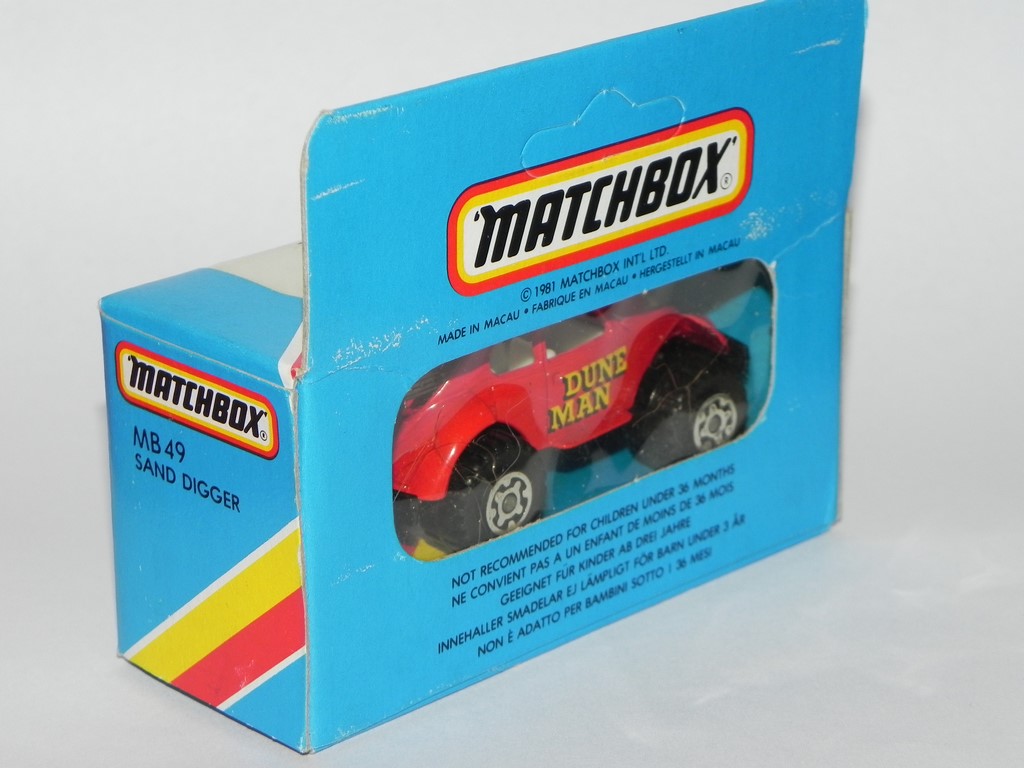 MATCHBOX ®
© 1981 MATCHBOX INT'L LTD.
MADE IN MACAU • FABRIQUE EN MACAU • HERGESTELLT IN MACAU
DUNE
MAN
NOT RECOMMENDED FOR CHILDREN UNDER 36 MONTHS
NE CONVIENT PAS A UN ENFANT DE MOINS DE 36 MOIS
GEEIGNET FÜR KINDER AB DREI JAHRE
INNEHALLER SMADELAR EJ LÄMPLIGT FÖR BARN UNDER 3 ÅR
NON È ADATTO PER BAMBINI SOTTO I 36 MESI
MATCHBOX ®
MB 49
SAND DIGGER